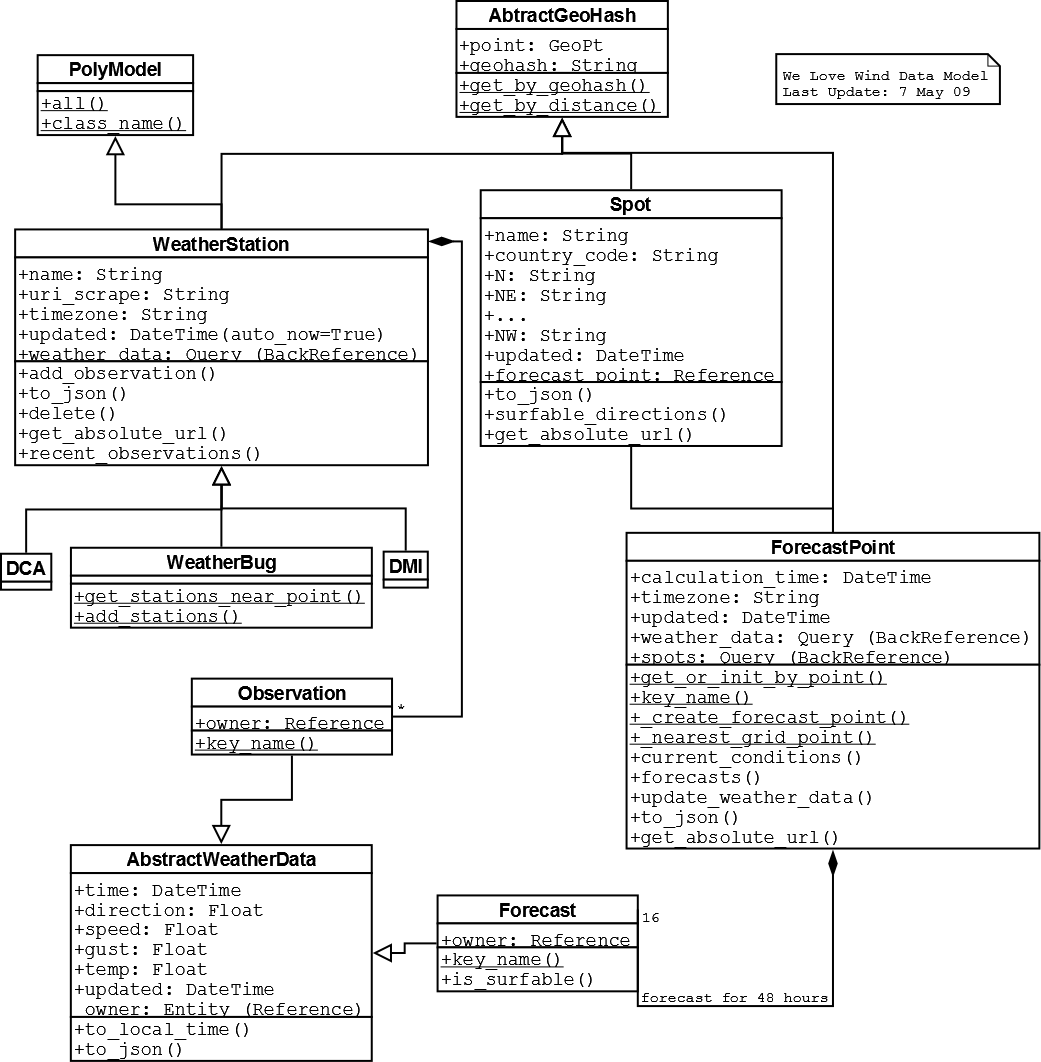 AbtractGeoHash
+point: GeoPt
+geohash: String
+get_by_geohash()
+get_by_distance()
PolyModel
+all()
+class_name()
We Love Wind Data Model
Last Update: 7 May 09
WeatherStation
+name: String
+uri_scrape: String
+timezone: String
+updated: DateTime(auto_now=True)
+weather_data: Query (BackReference)
+add_observation()
+to_json()
+delete()
+get_absolute_url()
+recent_observations()
Spot
+name: String
+country_code: String
+N: String
+NE: String
+...
+NW: String
+updated: DateTime
+forecast_point: Reference
+to_json()
+surfable_directions()
+get_absolute_url()
DCA
WeatherBug
+get_stations_near_point()
+add_stations()
DMI
ForecastPoint
+calculation_time: DateTime
+timezone: String
+updated: DateTime
+weather_data: Query (BackReference)
+spots: Query (BackReference)
+get_or_init_by_point()
+key_name()
+_create_forecast_point()
+_nearest_grid_point()
+current_conditions()
+forecasts()
+update_weather_data()
+to_json()
+get_absolute_url()
Observation
+owner: Reference
+key_name()
*
AbstractWeatherData
+time: DateTime
+direction: Float
+speed: Float
+gust: Float
+temp: Float
+updated: DateTime
owner: Entity (Reference)
+to_local_time()
+to_json()
Forecast
+owner: Reference
+key_name()
+is_surfable()
16
forecast for 48 hours